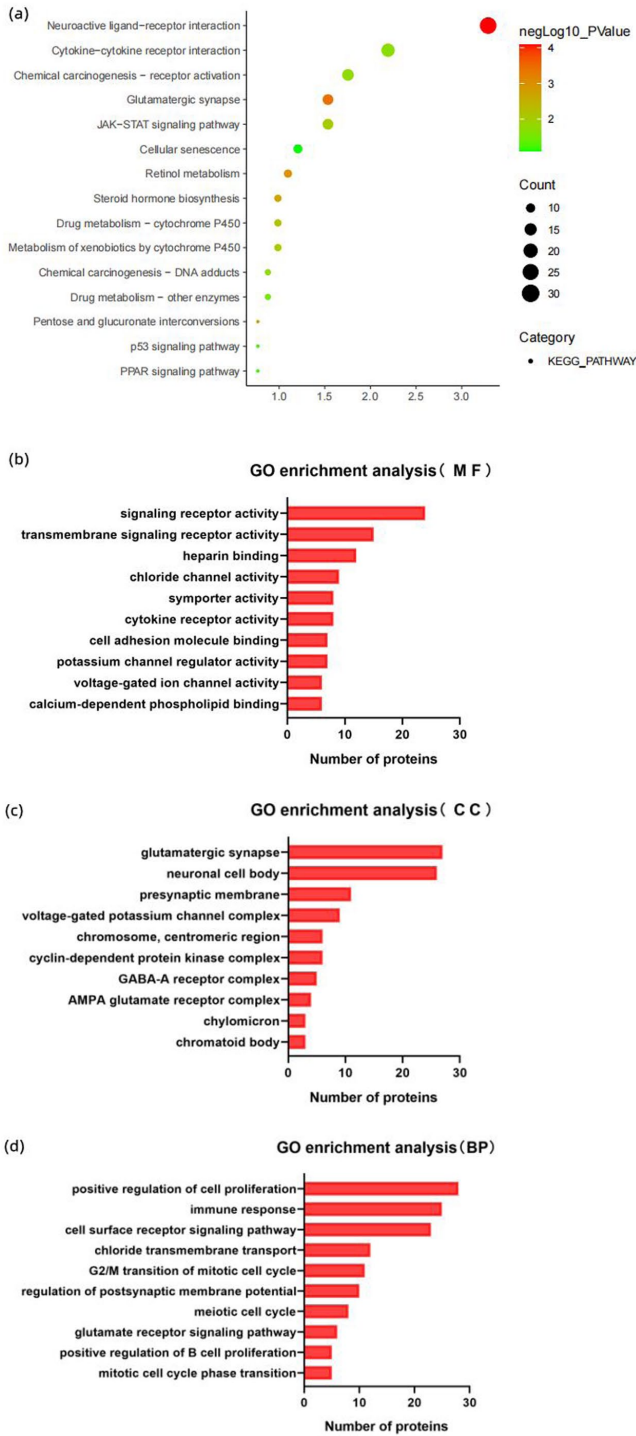 (a)
Neuroactive ligand−receptor interaction
Cytokine−cytokine receptor interaction
Chemical carcinogenesis − receptor activation
Glutamatergic synapse
JAK−STAT signaling pathway
Cellular senescence
Retinol metabolism
Steroid hormone biosynthesis
Drug metabolism − cytochrome P450
Metabolism of xenobiotics by cytochrome P450
Chemical carcinogenesis − DNA adducts
Drug metabolism − other enzymes
Pentose and glucuronate interconversions
p53 signaling pathway
PPAR signaling pathway
1.0 1.5 2.0 2.5 3.0
negLog10_PValue
4
3
2
Count
10
15
20
25
30
Category
KEGG_PATHWAY
(b)
GO enrichment analysis( M F )
signaling receptor activity
transmembrane signaling receptor activity
heparin binding
chloride channel activity
symporter activity
cytokine receptor activity
cell adhesion molecule binding
potassium channel regulator activity
voltage-gated ion channel activity
calcium-dependent phospholipid binding
0 10 20 30
Number of proteins
(c)
GO enrichment analysis( C C )
glutamatergic synapse
neuronal cell body
presynaptic membrane
voltage-gated potassium channel complex
chromosome, centromeric region
cyclin-dependent protein kinase complex
GABA-A receptor complex
AMPA glutamate receptor complex
chylomicron
chromatoid body
0 10 20 30
Number of proteins
(d)
GO enrichment analysis(BP)
positive regulation of cell proliferation
immune response
cell surface receptor signaling pathway
chloride transmembrane transport
G2/M transition of mitotic cell cycle
regulation of postsynaptic membrane potential
meiotic cell cycle
glutamate receptor signaling pathway
positive regulation of B cell proliferation
mitotic cell cycle phase transition
0 10 20 30
Number of proteins